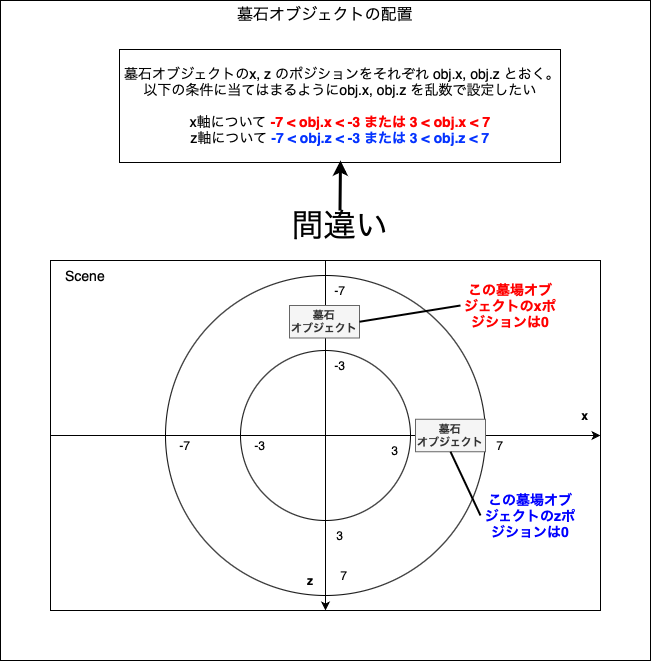 墓石オブジェクトの配置
墓石オブジェクトのx, z のポジションをそれぞれ obj.x, obj.z とおく。
以下の条件に当てはまるようにobj.x, obj.z を乱数で設定したい
x軸について -7 < obj.x < -3 または 3 < obj.x < 7
z軸について -7 < obj.z < -3 または 3 < obj.z < 7
間違い
Scene
-7
この墓場オブ
ジェクトのxポ
ジションは0
墓石
オブジェクト
-3
x
墓石
オブジェクト
-7
-3
3
7
この墓場オブ
ジェクトのzポ
ジションは0
3
z
7